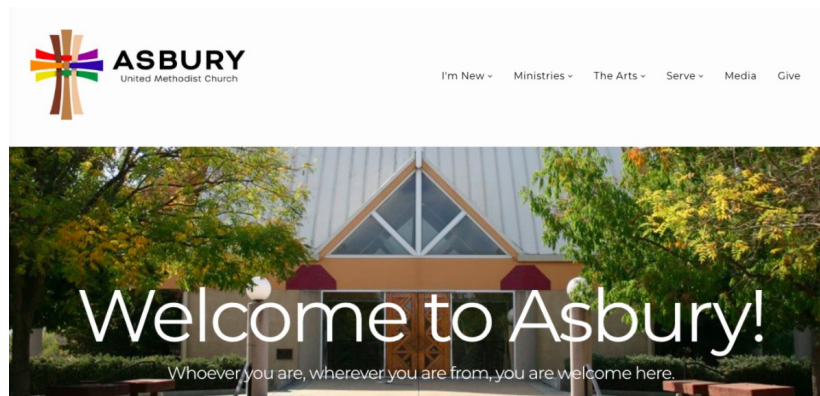 ASBURY
United Methodist Church
I'm New Ministries The Arts Serve Media Give
Welcome to Asbury!
Whoever you are, wherever you are from, you are welcome here.